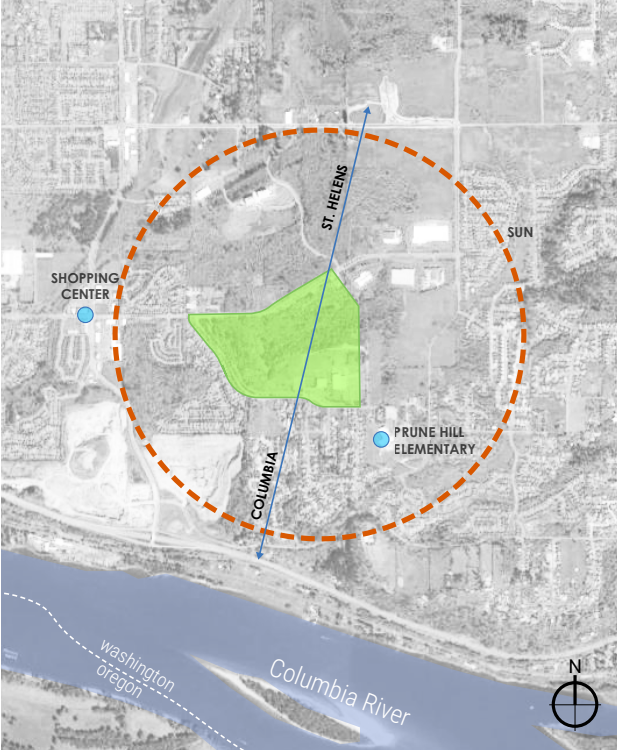 ST. HELENS
SUN
SHOPPING
CENTER
PRUNE HILL
ELEMENTARY
COLUMBIA
washington
oregon
Columbia River
N